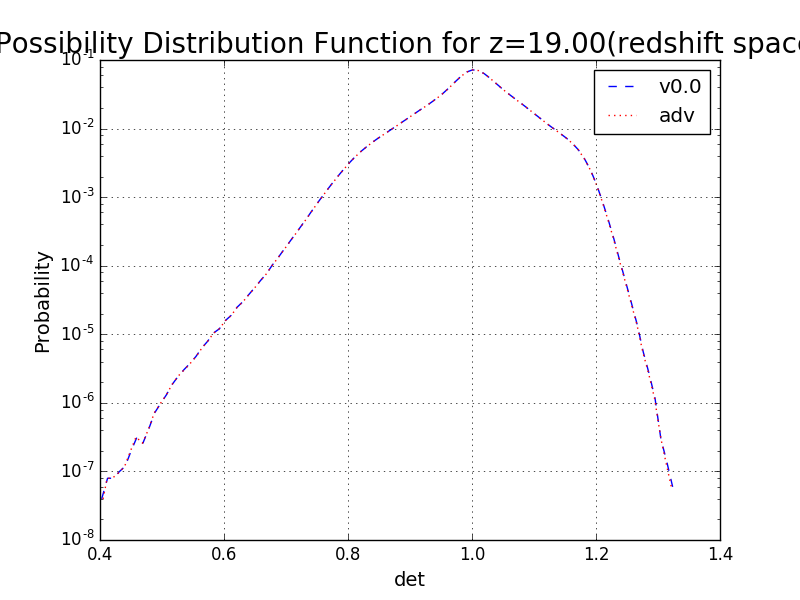 Possibility Distribution Function for z=19.00(redshift space
10^-1
10^-2
10^-3
10^-4
10^-5
10^-6
10^-7
10^-8
Probability
v0.0
adv
0.4 0.6 0.8 1.0 1.2 1.4
det